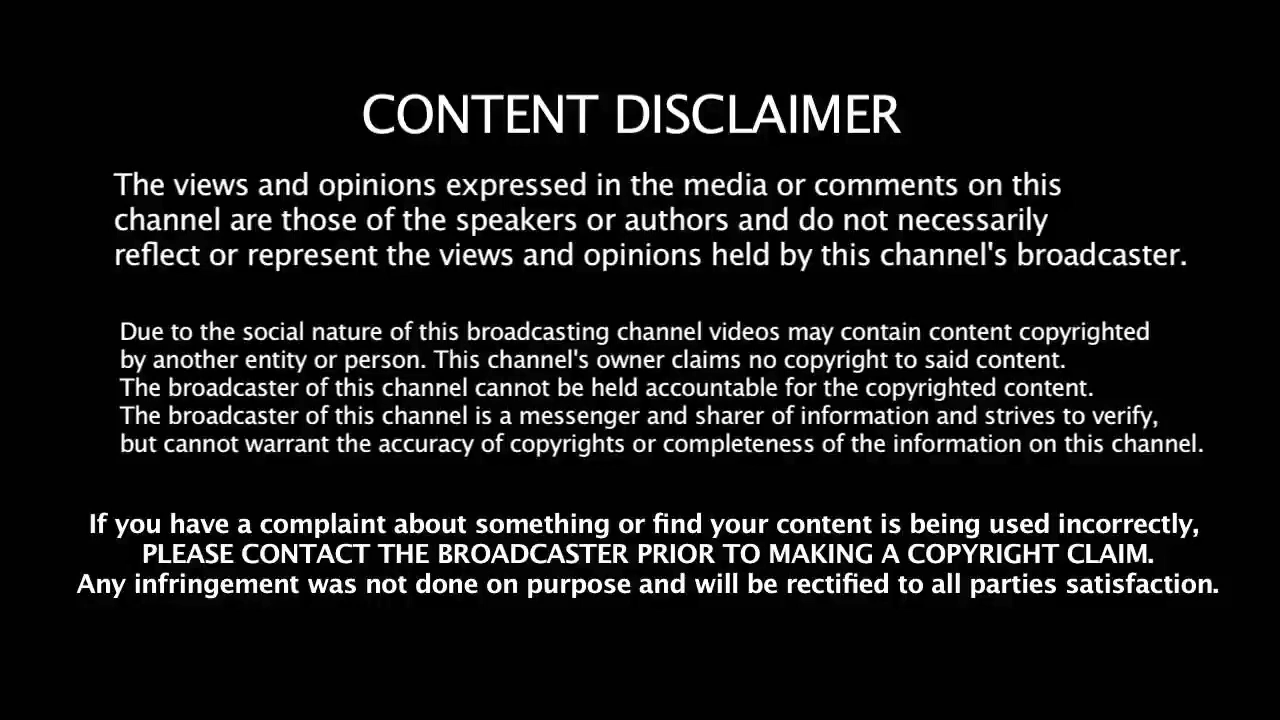 CONTENT DISCLAIMER
The views and opinions expressed in the media or comments on this
channel are those of the speakers or authors and do not necessarily
reflect or represent the views and opinions held by this channel's broadcaster.
Due to the social nature of this broadcasting channel videos may contain content copyrighted
by another entity or person. This channel's owner claims no copyright to said content.
The broadcaster of this channel cannot be held accountable for the copyrighted content.
The broadcaster of this channel is a messenger and sharer of information and strives to verify,
but cannot warrant the accuracy of copyrights or completeness of the information on this channel.
If you have a complaint about something or find your content is being used incorrectly,
PLEASE CONTACT THE BROADCASTER PRIOR TO MAKING A COPYRIGHT CLAIM.
Any infringement was not done on purpose and will be rectified to all parties satisfaction.